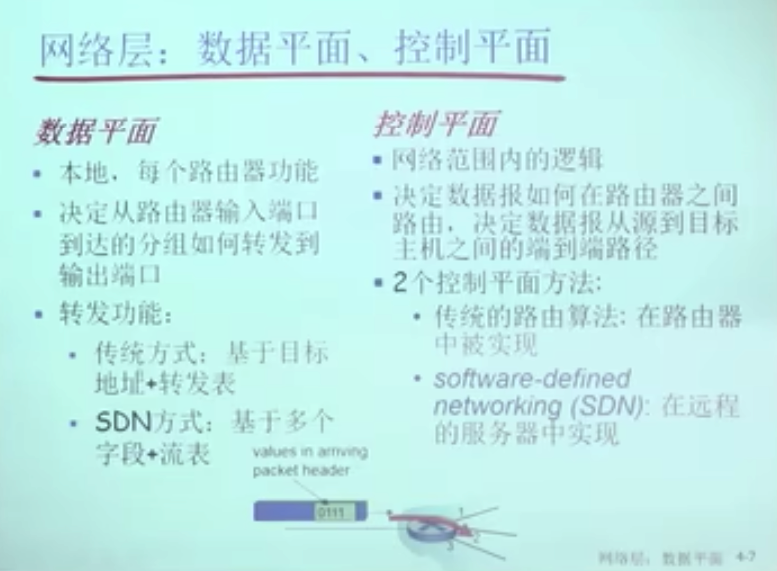 网络层：数据平面、控制平面
数据平面
▪ 本地，每个路由器功能
▪ 决定从路由器输入端口
到达的分组如何转发到
输出端口
▪ 转发功能：
• 传统方式：基于目标
地址+转发表
• SDN方式：基于多个
字段+流表
控制平面
▪ 网络范围内的逻辑
▪ 决定数据报如何在路由器之间
路由，决定数据报从源到目标
主机之间的端到端路径
▪ 2个控制平面方法:
• 传统的路由算法: 在路由器
中被实现
• software-defined
networking (SDN): 在远程
的服务器中实现
values in arriving
packet header
0111
1
2
3
网络层：数据平面 4-7